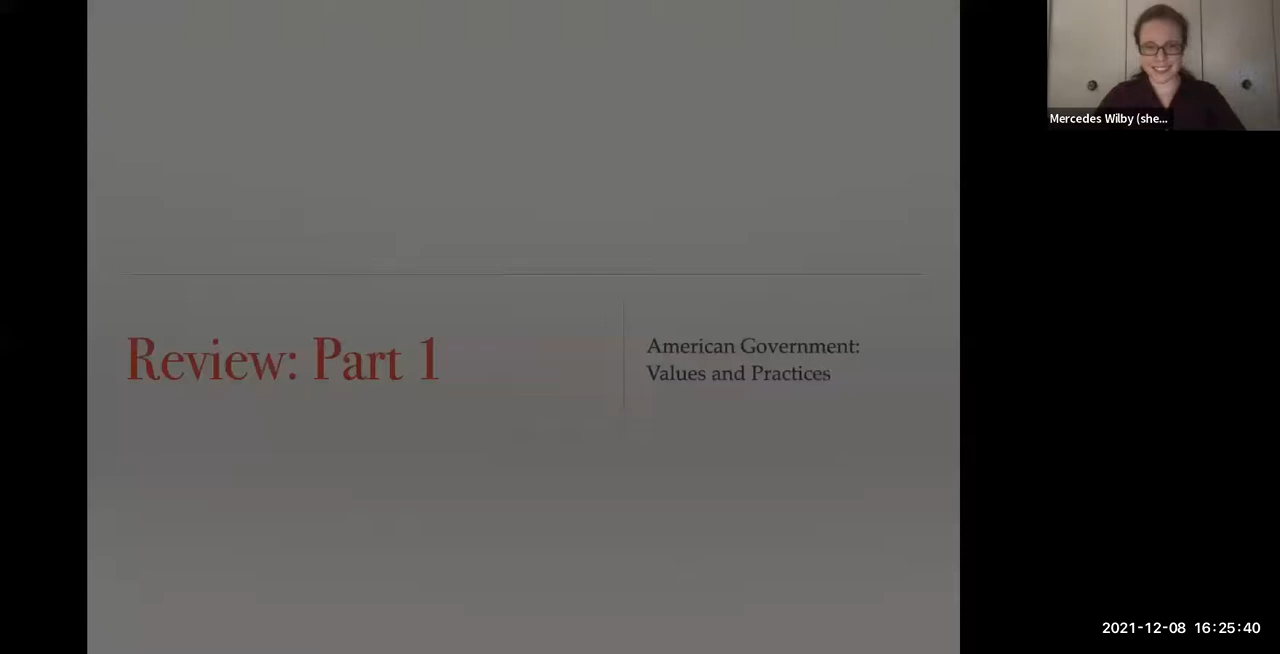 Mercedes Wilby (she...
Review: Part 1
American Government:
Values and Practices
2021-12-08 16:25:40